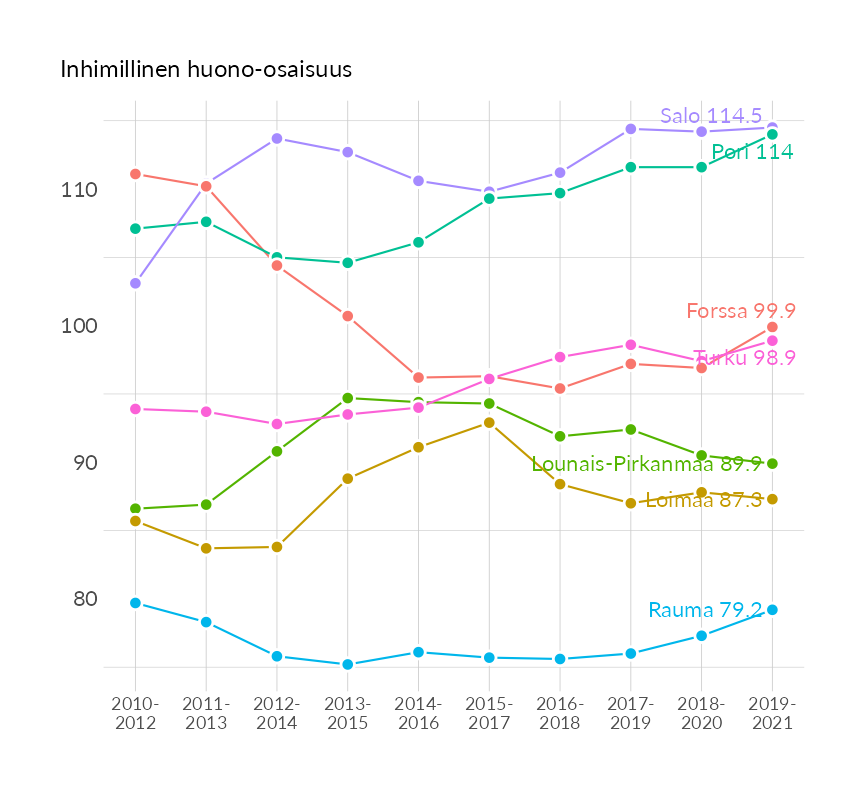 Inhimillinen huono-osaisuus
Salo 114.5
Pori 114
110
Forssa 99.9
100
Turku 98.9
Lounais-Pirkanmaa 89.9
90
Loimaa 87.3
80
Rauma 79.2
2010- 2011- 2012- 2013- 2014- 2015- 2016- 2017- 2018- 2019-
2012 2013 2014 2015 2016 2017 2018 2019 2020 2021